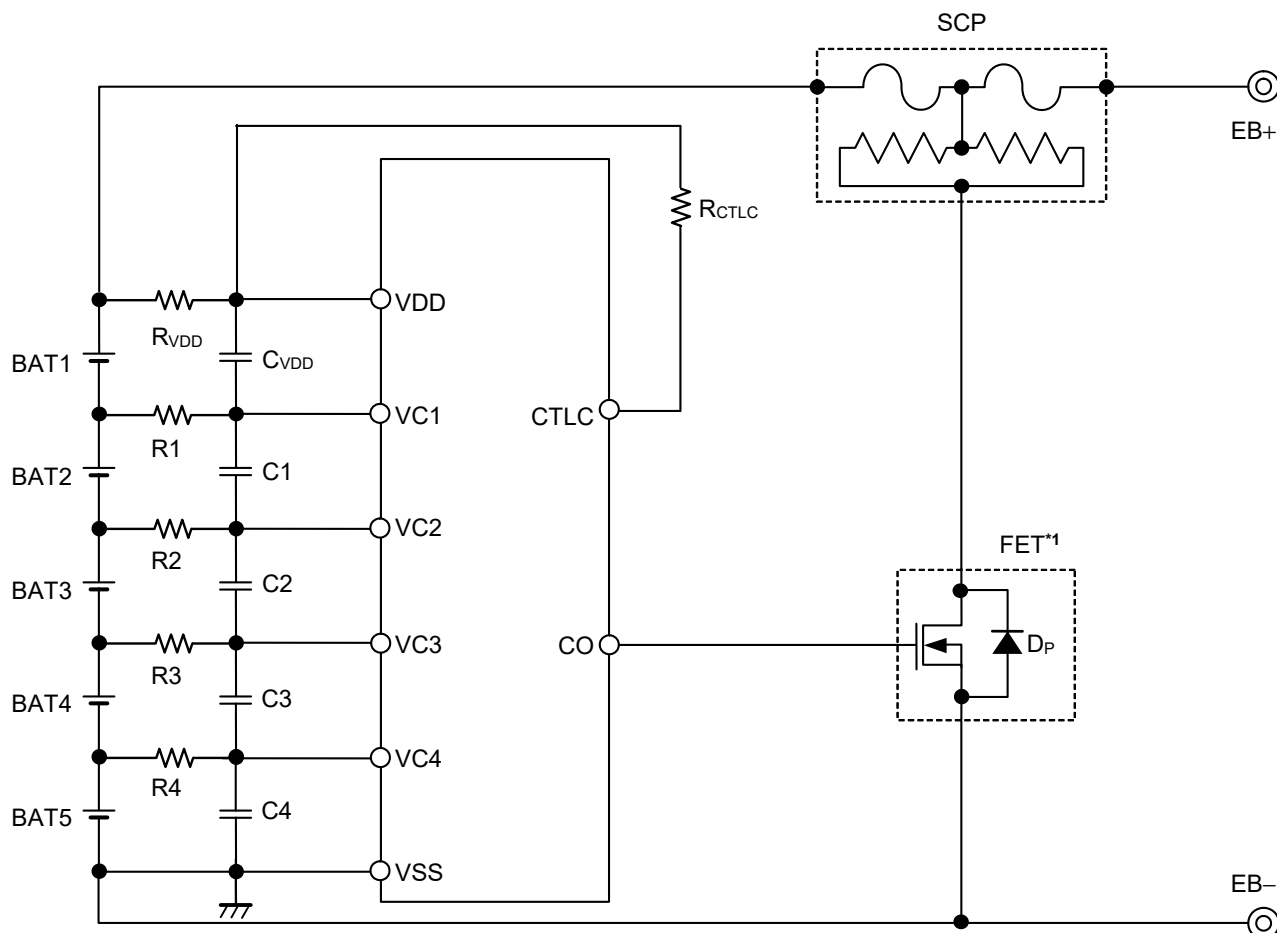 SCP
EB+
RCTLC
VDD
RVDD
BAT1
CVDD
VC1
CTLC
R1
BAT2
C1
VC2
R2
FET*1
BAT3
C2
VC3
CO
DP
R3
BAT4
C3
VC4
R4
BAT5
C4
VSS
EB−